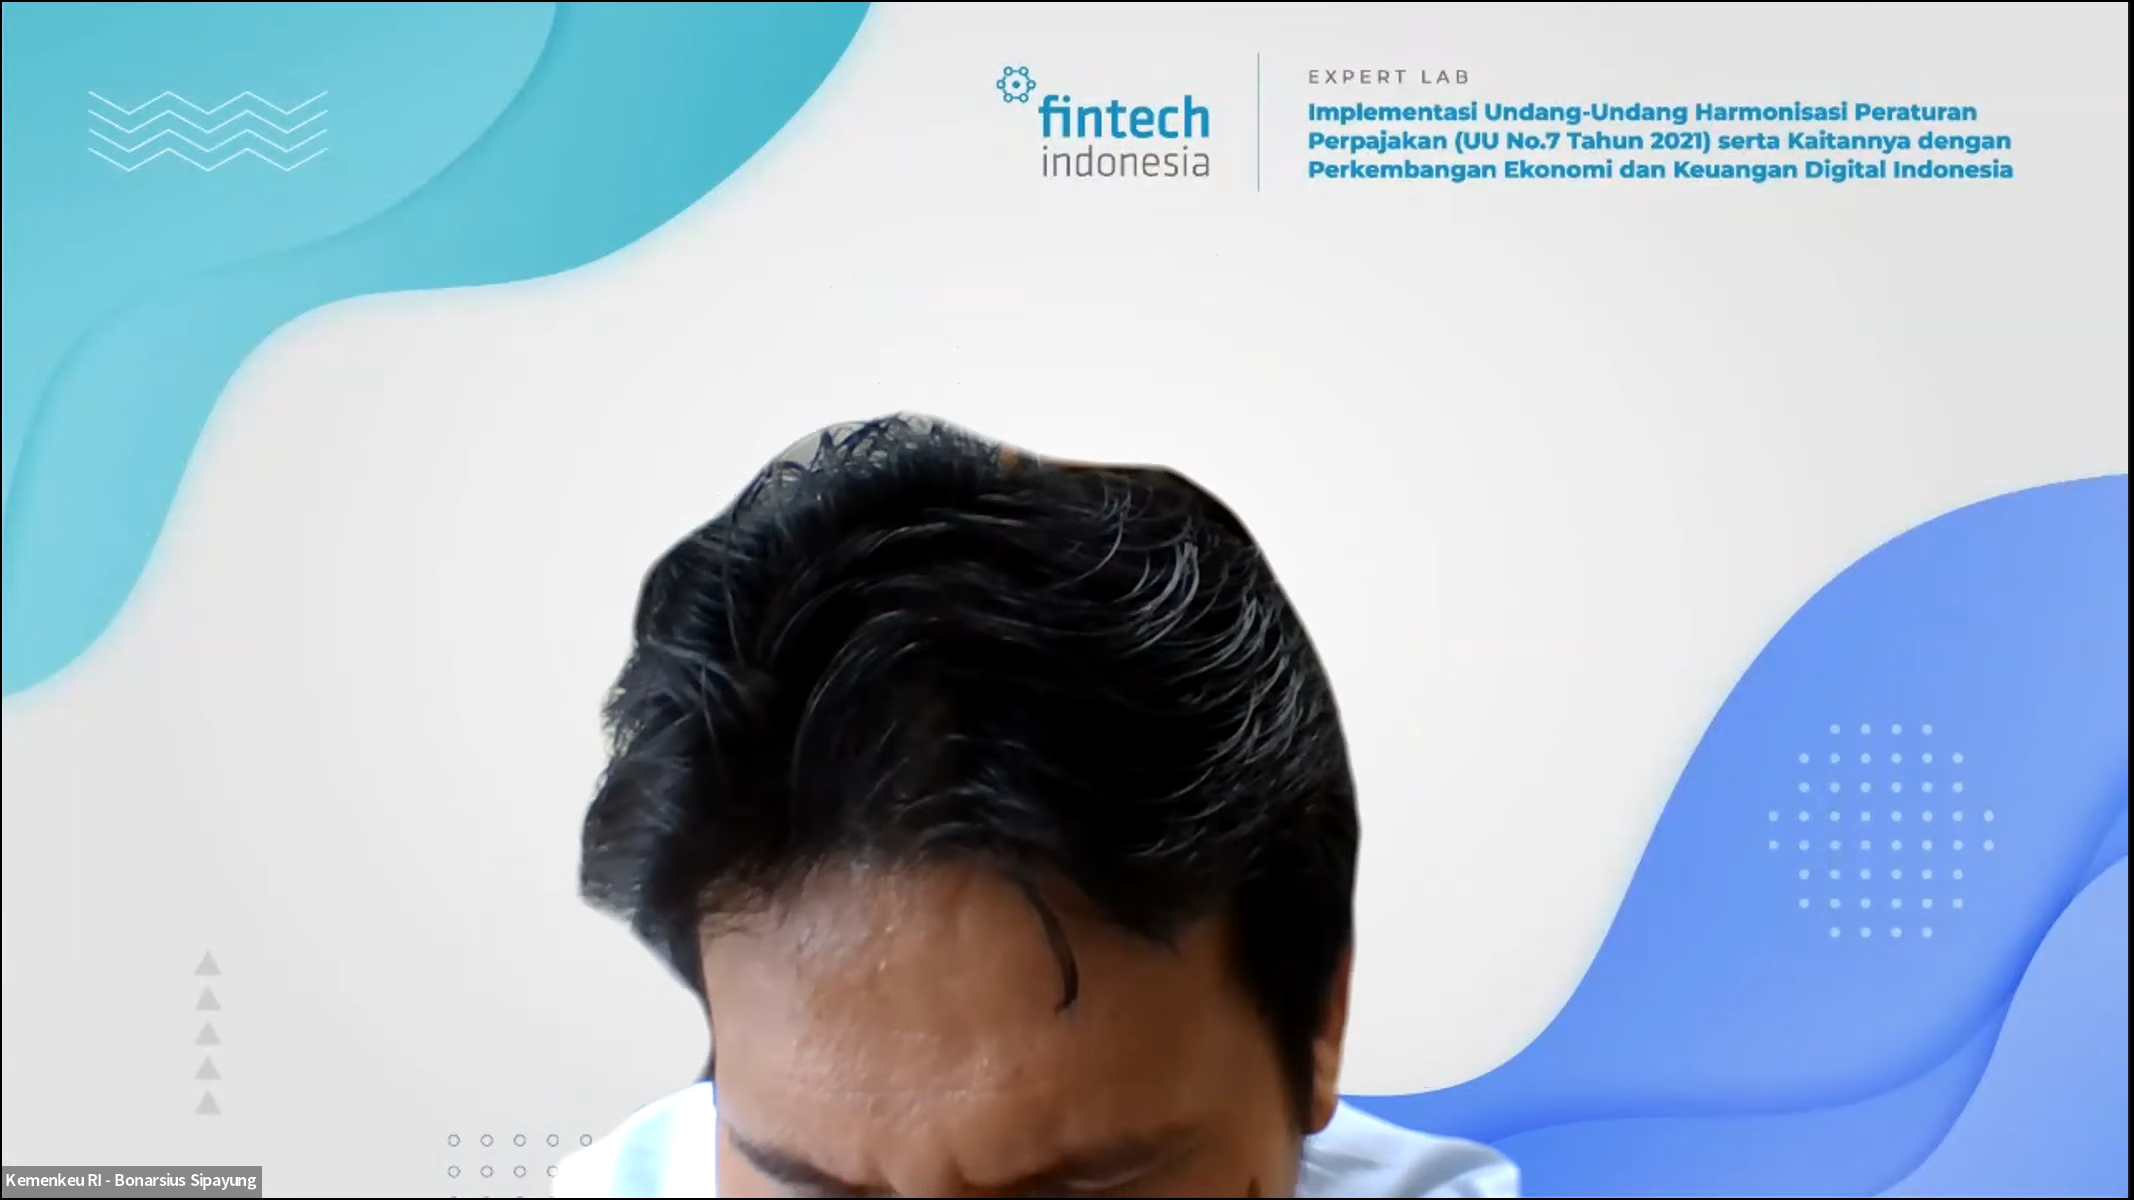 fintech
indonesia
EXPERT LAB
Implementasi Undang-Undang Harmonisasi Peraturan
Perpajakan (UU No.7 Tahun 2021) serta Kaitannya dengan
Perkembangan Ekonomi dan Keuangan Digital Indonesia
Kemenkeu RI - Bonarsius Sipayung